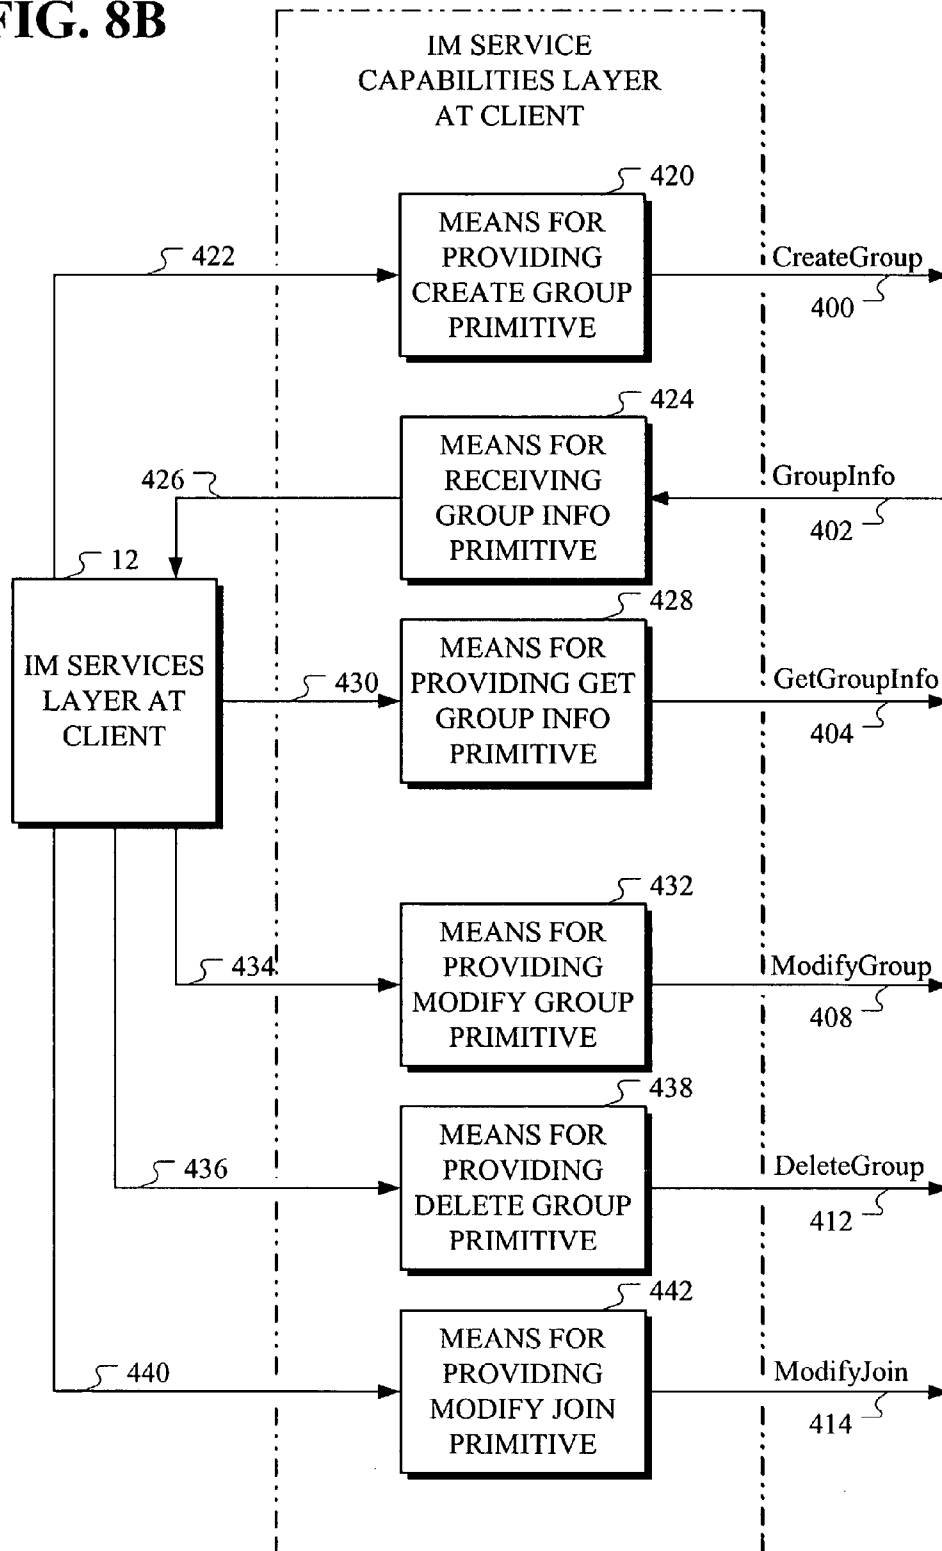 FIG. 8B
IM SERVICE
CAPABILITIES LAYER
AT CLIENT
420
MEANS FOR
PROVIDING
CREATE GROUP
PRIMITIVE
422
CreateGroup
400
424
MEANS FOR
RECEIVING
GROUP INFO
PRIMITIVE
426
GroupInfo
402
12
IM SERVICES
LAYER AT
CLIENT
428
MEANS FOR
PROVIDING GET
GROUP INFO
PRIMITIVE
430
GetGroupInfo
404
432
MEANS FOR
PROVIDING
MODIFY GROUP
PRIMITIVE
434
ModifyGroup
408
438
MEANS FOR
PROVIDING
DELETE GROUP
PRIMITIVE
436
DeleteGroup
412
442
MEANS FOR
PROVIDING
MODIFY JOIN
PRIMITIVE
440
ModifyJoin
414